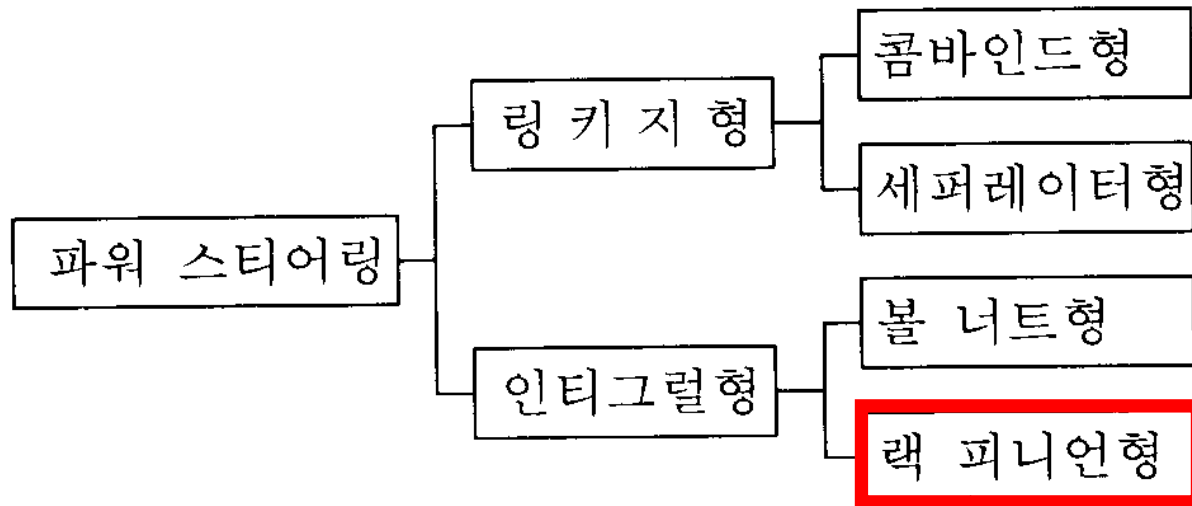 콤바인드형
링 키 지 형
세퍼레이터형
파워 스티어링
볼 너트형
인티그럴형
랙 피니언형